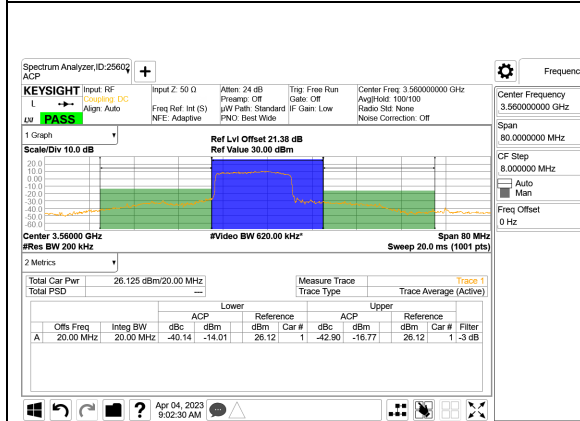 Spectrum Analyzer,ID:25602
ACP
+
KEYSIGHT Input: RF Input Z: 50 Ω Atten: 24 dB Trig: Free Run Center Freq: 3.560000000 GHz
L Coupling: DC Preamp: Off Gate: Off Avg|Hold: 100/100
Align: Auto Freq Ref: Int (S) µW Path: Standard IF Gain: Low Radio Std: None
PASS NFE: Adaptive PNO: Best Wide Noise Correction: Off
1 Graph
Ref Lvl Offset 21.38 dB
Scale/Div 10.0 dB Ref Value 30.00 dBm
20.0
10.0
0.00
-10.0
-20.0
-30.0
-40.0
-50.0
-60.0
Center 3.56000 GHz #Video BW 620.00 kHz* Span 80 MHz
#Res BW 200 kHz Sweep 20.0 ms (1001 pts)
2 Metrics
Total Car Pwr 26.125 dBm/20.00 MHz Measure Trace Trace 1
Total PSD — Trace Type Trace Average (Active)
Lower Upper
ACP Reference ACP Reference
Offs Freq Integ BW dBc dBm dBm Car # dBc dBm dBm Car # Filter
A 20.00 MHz 20.00 MHz -40.14 -14.01 26.12 1 -42.90 -16.77 26.12 1 -3 dB
? Apr 04, 2023
9:02:30 AM
Frequenc
Center Frequency
3.560000000 GHz
Span
80.0000000 MHz
CF Step
8.000000 MHz
Auto
Man
Freq Offset
0 Hz